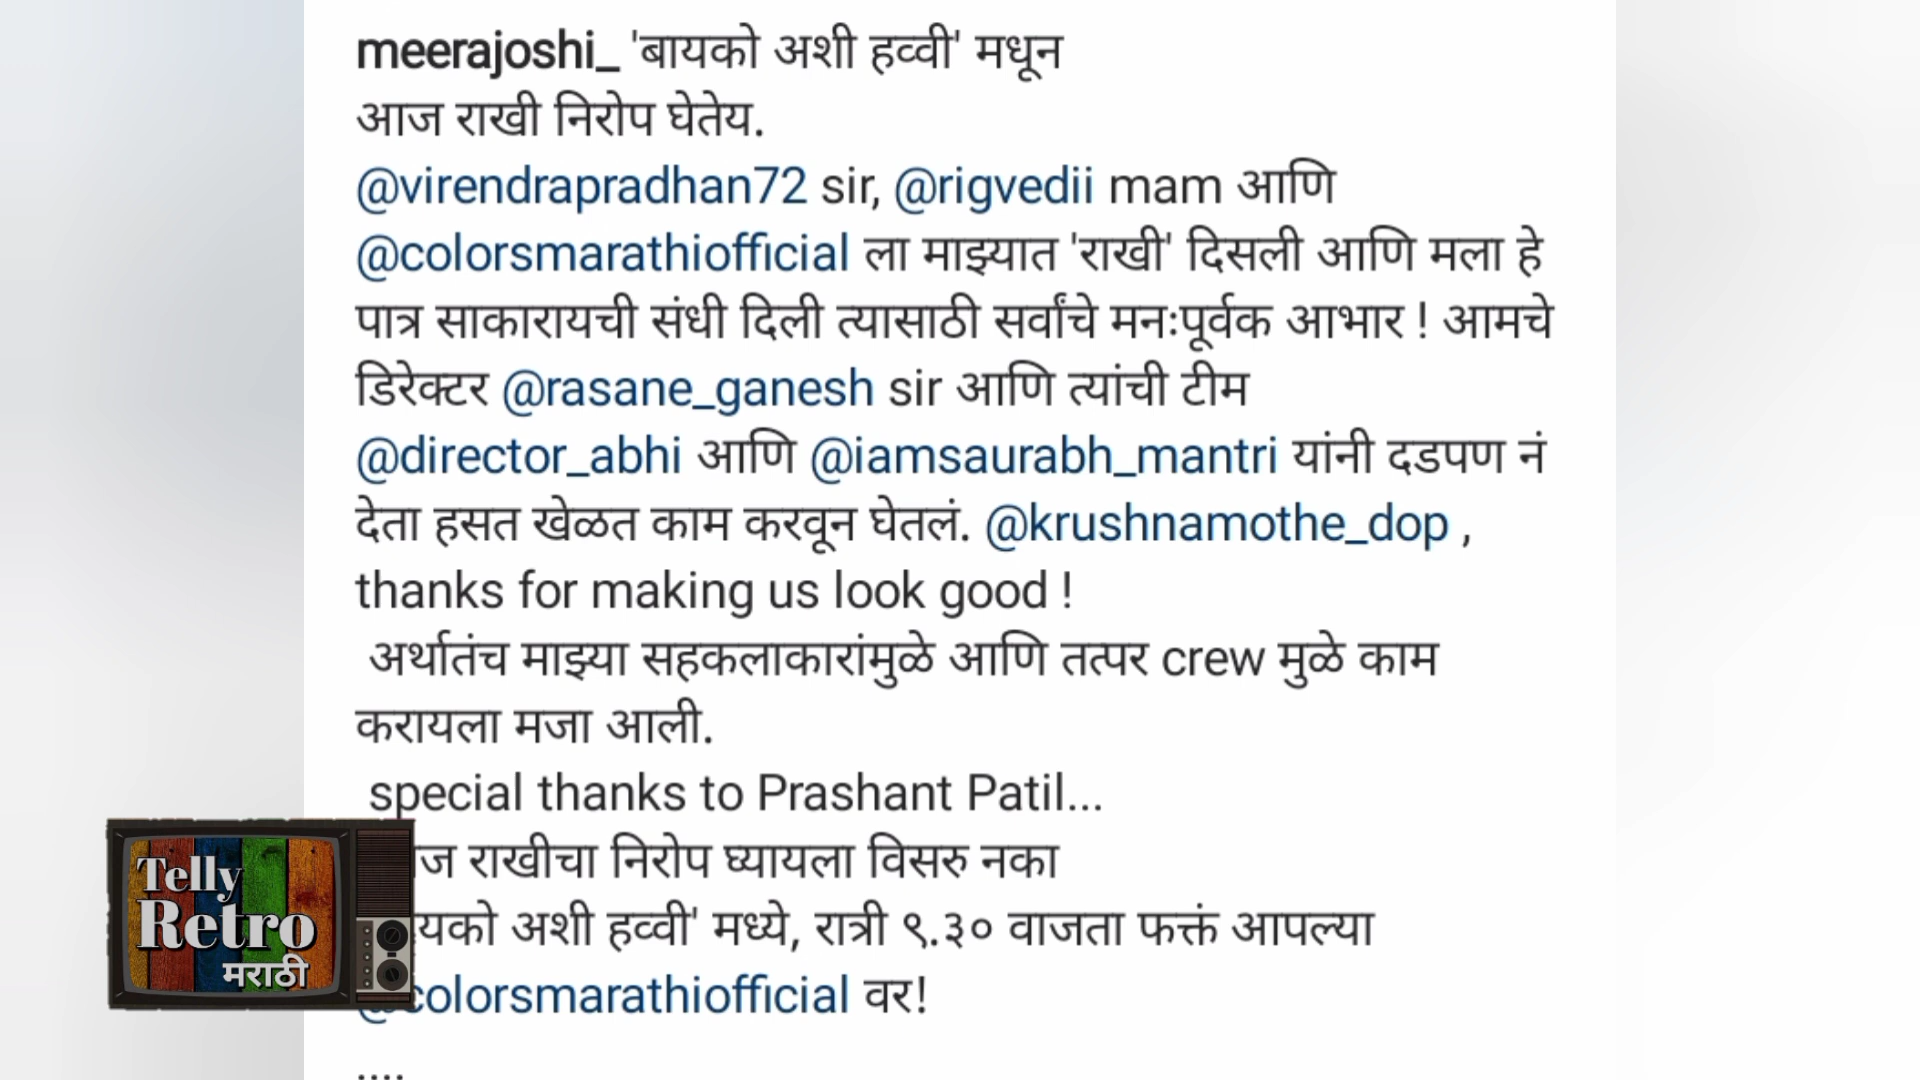 meerajoshi_ 'बायको अशी हव्वी' मधून
आज राखी निरोप घेतेय.
@virendrapradhan72 sir, @rigvedii mam आणि
@colorsmarathiofficial ला माझ्यात 'राखी' दिसली आणि मला हे
पात्र साकारायची संधी दिली त्यासाठी सर्वांचे मनःपूर्वक आभार ! आमचे
डिरेक्टर @rasane_ganesh sir आणि त्यांची टीम
@director_abhi आणि @iamsaurabh_mantri यांनी दडपण नं
देता हसत खेळत काम करवून घेतलं. @krushnamothe_dop ,
thanks for making us look good !
अर्थातंच माझ्या सहकलाकारांमुळे आणि तत्पर crew मुळे काम
करायला मजा आली.
special thanks to Prashant Patil...
ज राखीचा निरोप घ्यायला विसरु नका
यको अशी हव्वी' मध्ये, रात्री ९.३० वाजता फक्तं आपल्या
@colorsmarathiofficial वर!
....
Telly
Retro
मराठी